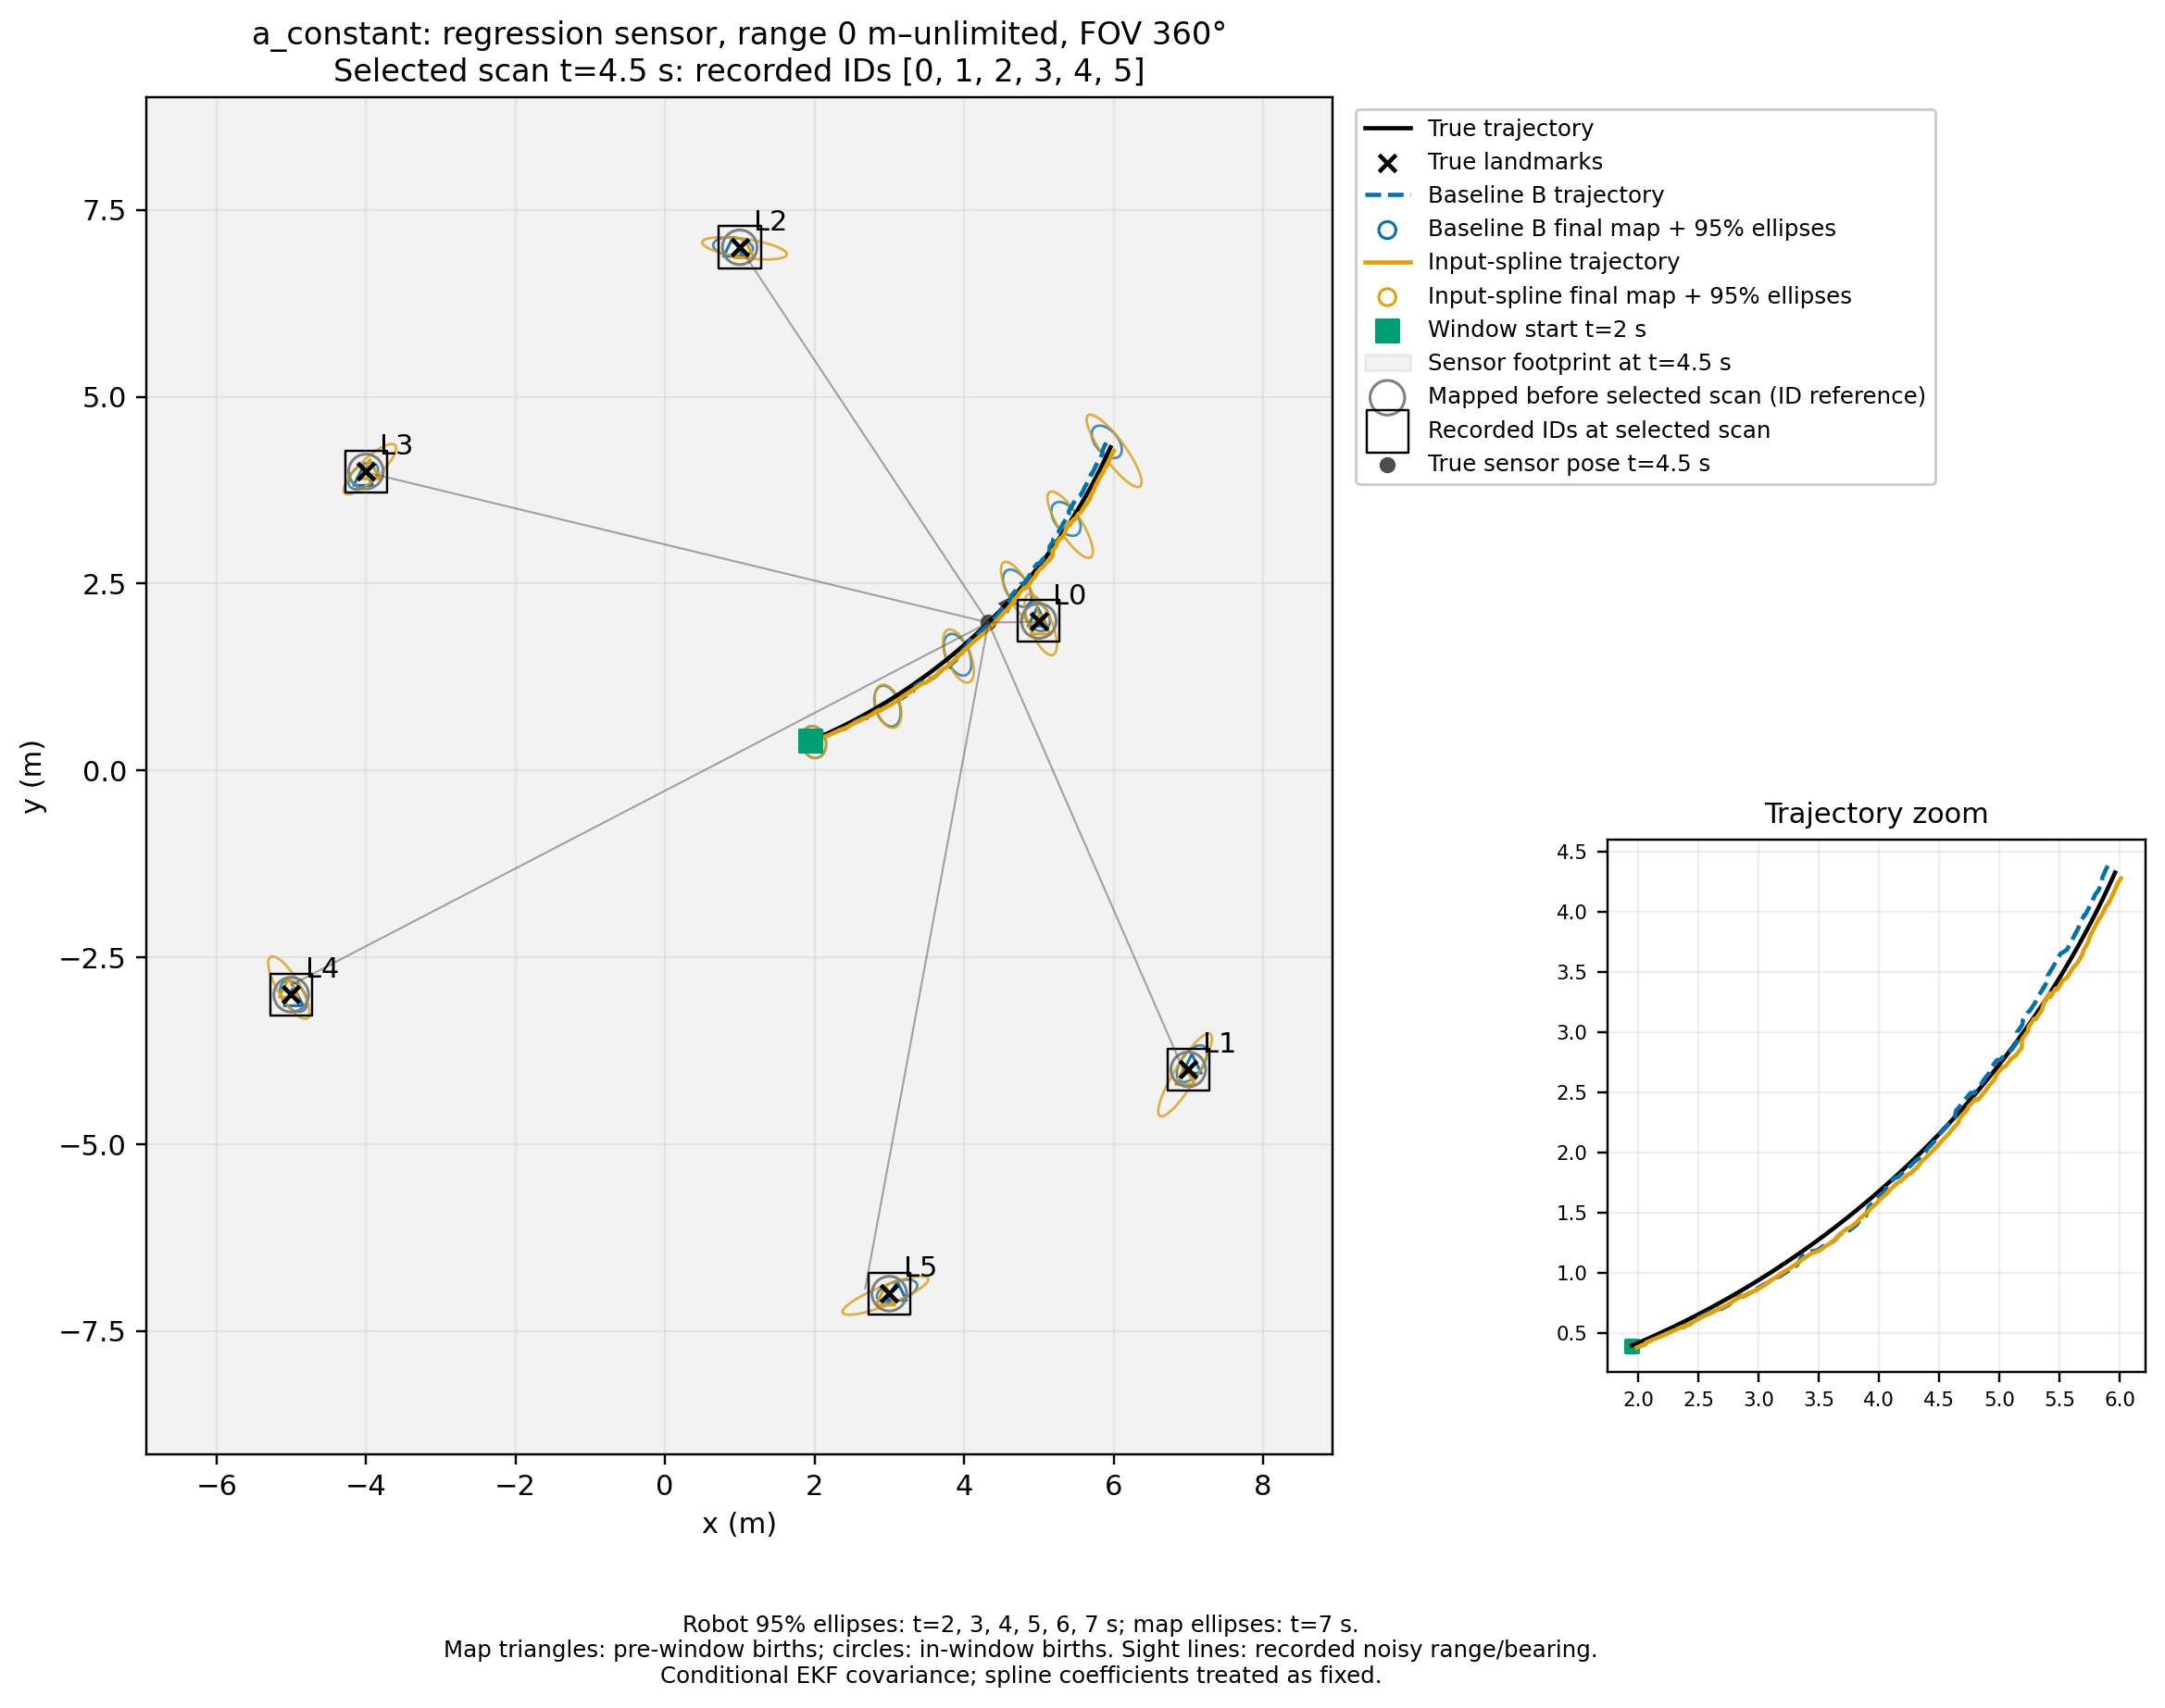 a_constant: regression sensor, range 0 m–unlimited, FOV 360°
Selected scan t=4.5 s: recorded IDs [0, 1, 2, 3, 4, 5]
True trajectory
True landmarks
Baseline B trajectory
Baseline B final map + 95% ellipses
Input-spline trajectory
Input-spline final map + 95% ellipses
Window start t=2 s
Sensor footprint at t=4.5 s
Mapped before selected scan (ID reference)
Recorded IDs at selected scan
True sensor pose t=4.5 s
L2
L3
L0
L4
L1
L5
7.5
5.0
2.5
0.0
−2.5
−5.0
−7.5
y (m)
−6
−4
−2
0
2
4
6
8
x (m)
Trajectory zoom
4.5
4.0
3.5
3.0
2.5
2.0
1.5
1.0
0.5
2.0
2.5
3.0
3.5
4.0
4.5
5.0
5.5
6.0
Robot 95% ellipses: t=2, 3, 4, 5, 6, 7 s; map ellipses: t=7 s.
Map triangles: pre-window births; circles: in-window births. Sight lines: recorded noisy range/bearing.
Conditional EKF covariance; spline coefficients treated as fixed.